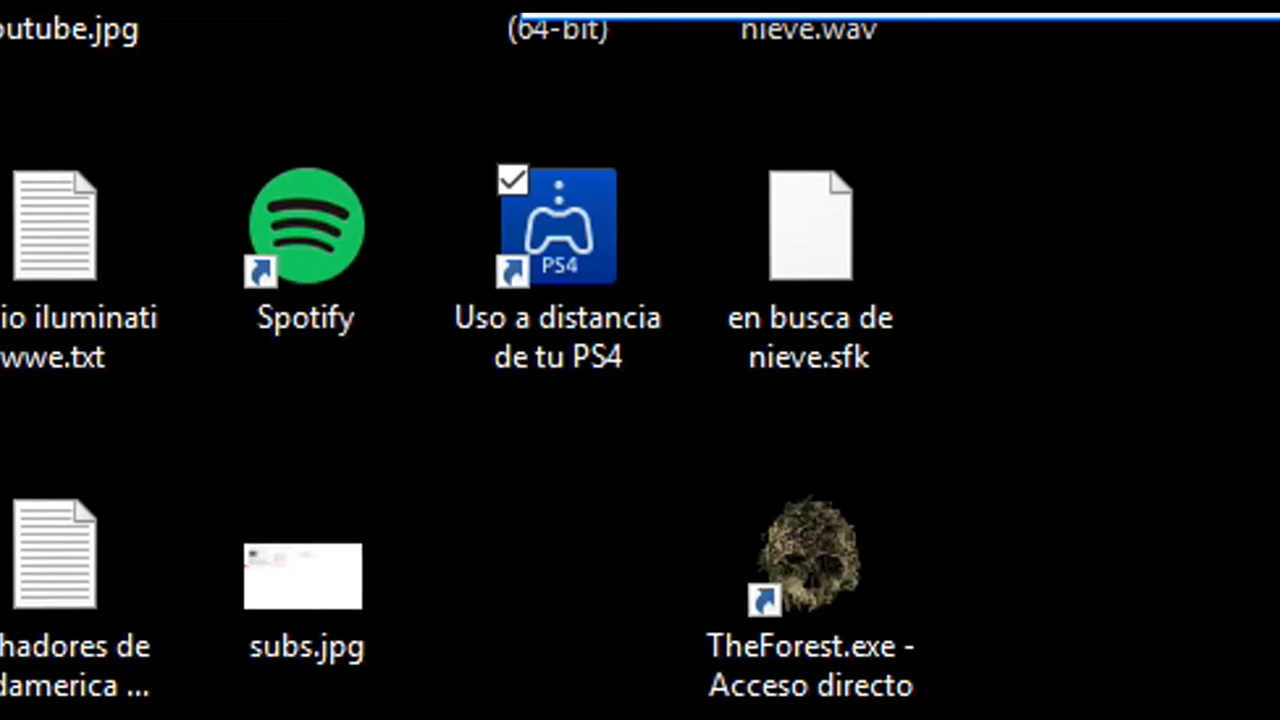 outube.jpg
(64-bit)
nieve.wav
io iluminati
wwe.txt
Spotify
PS4
Uso a distancia
de tu PS4
en busca de
nieve.sfk
hadores de
damerica ...
subs.jpg
TheForest.exe -
Acceso directo